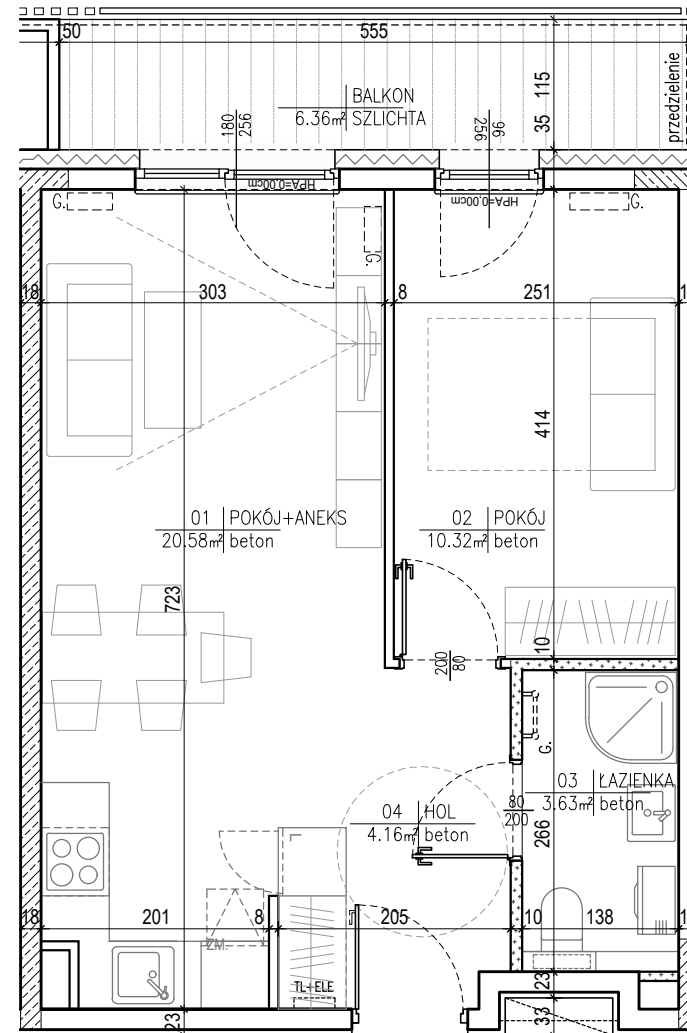 50
555
BALKON
6.36m² SZLICHTA
115
35
przedzielenie
180
256
96
256
HPA=0,00cm
HPA=0,00cm
G.
G.
G.
18
303
8
251
1
414
01 POKÓJ+ANEKS
20.58m² beton
02 POKÓJ
10.32m² beton
723
10
200
80
G.
03 ŁAZIENKA
3.63m² beton
04 HOL
4.16m² beton
80
200
266
18
201
8
205
10
138
1
ZM.
TL+ELE
23
23
33